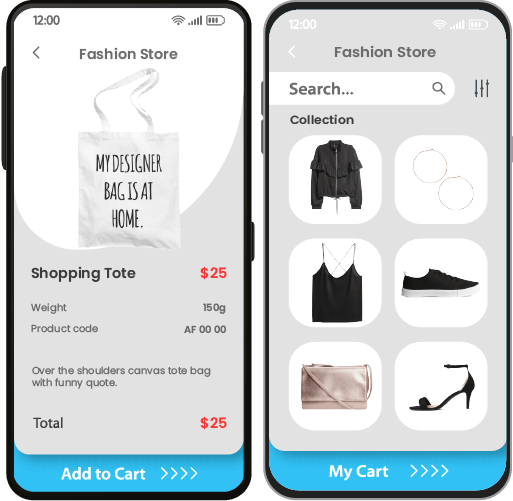 12:00
Fashion Store
MY DESIGNER
BAG IS AT
HOME.
Shopping Tote $25
Weight 150g
Product code AF 00 00
Over the shoulders canvas tote bag
with funny quote.
Total $25
Add to Cart
12:00
Fashion Store
Search...
Collection
My Cart